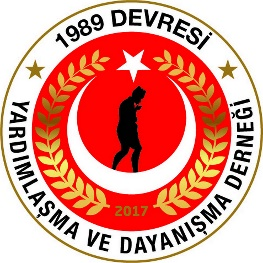 1989 DEVRESİ
YARDIMLAŞMA VE DAYANIŞMA DERNEĞİ
2017